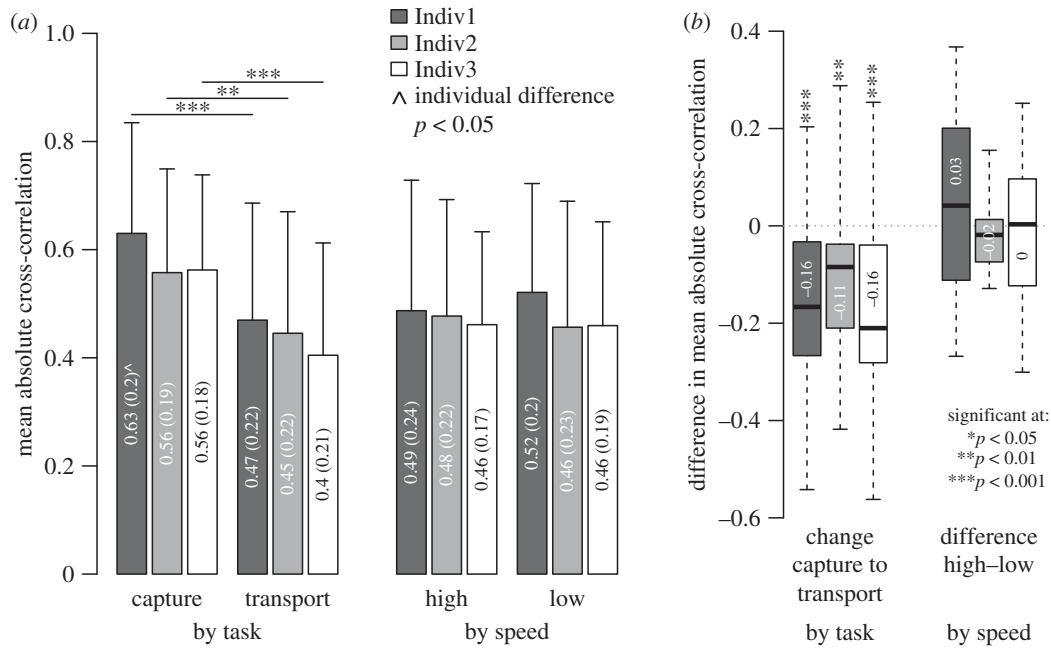 (a)
1.0
0.8
0.6
0.4
0.2
0
mean absolute cross-correlation
Indiv1
Indiv2
Indiv3
^ individual difference
p < 0.05
***
**
***
0.63 (0.2)^
0.56 (0.19)
0.56 (0.18)
0.47 (0.22)
0.45 (0.22)
0.4 (0.21)
0.49 (0.24)
0.48 (0.22)
0.46 (0.17)
0.52 (0.2)
0.46 (0.23)
0.46 (0.19)
capture
transport
high
low
by task
by speed
(b)
0.4
0.2
0
–0.2
–0.4
–0.6
difference in mean absolute cross-correlation
***
**
***
–0.16
–0.11
–0.16
0.03
–0.02
0
significant at:
*p < 0.05
**p < 0.01
***p < 0.001
change
capture to
transport
difference
high–low
by task
by speed